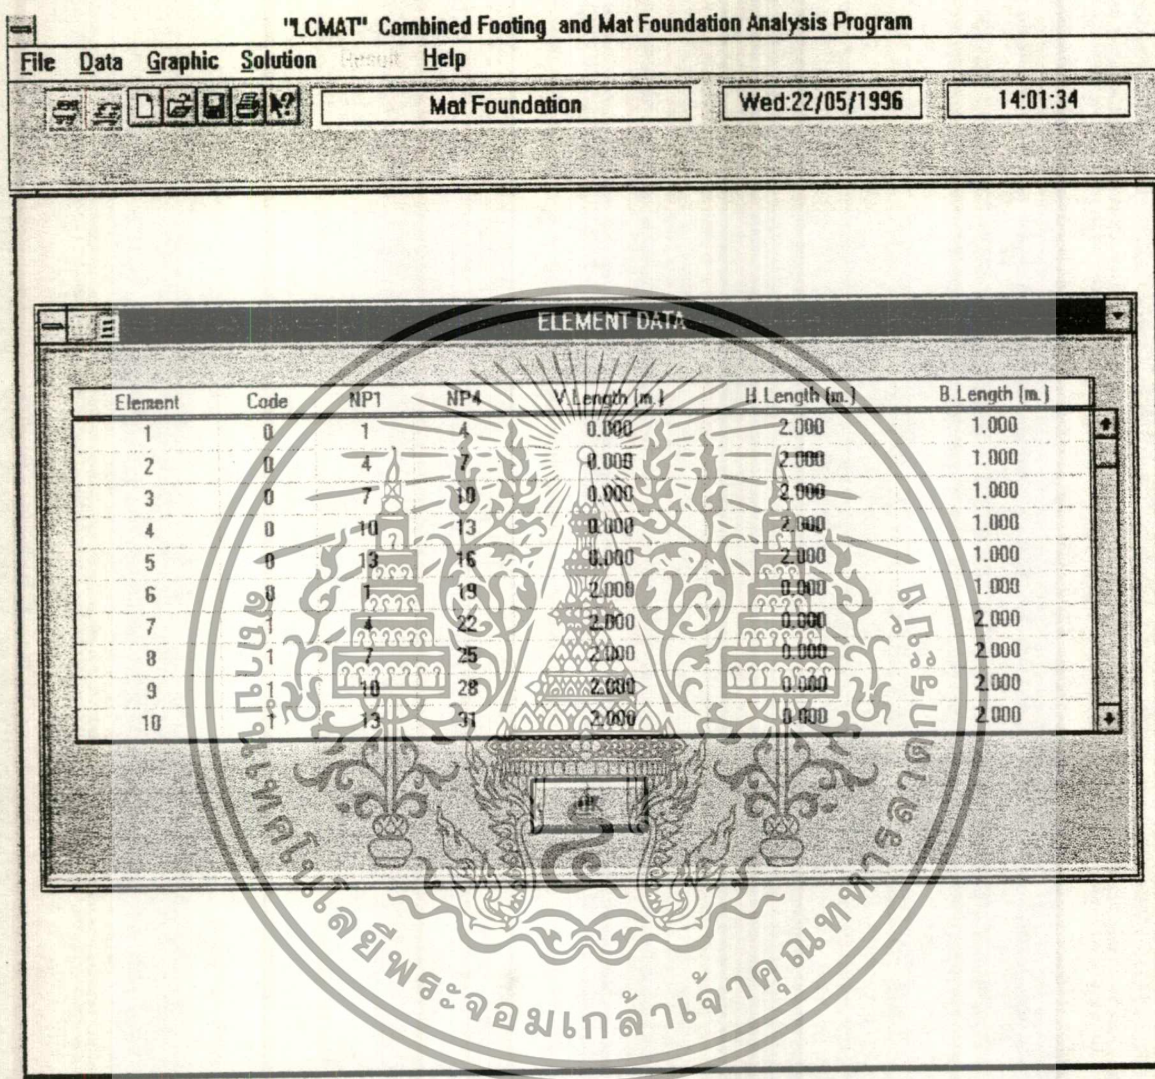 "LCMAT" Combined Footing and Mat Foundation Analysis Program
File Data Graphic Solution Result Help
Mat Foundation Wed:22/05/1996 14:01:34
ELEMENT DATA
Element Code NP1 NP4 V.Length (m.) H.Length (m.) B.Length (m.)
1 0 1 4 0.000 2.000 1.000
2 0 4 7 0.000 2.000 1.000
3 0 7 10 0.000 2.000 1.000
4 0 10 13 0.000 2.000 1.000
5 0 13 16 0.000 2.000 1.000
6 0 1 19 2.000 0.000 1.000
7 1 4 22 2.000 0.000 2.000
8 1 7 25 2.000 0.000 2.000
9 1 10 28 2.000 0.000 2.000
10 1 13 31 2.000 0.000 2.000
สถาบันเทคโนโลยีพระจอมเกล้าเจ้าคุณทหารลาดกระบัง